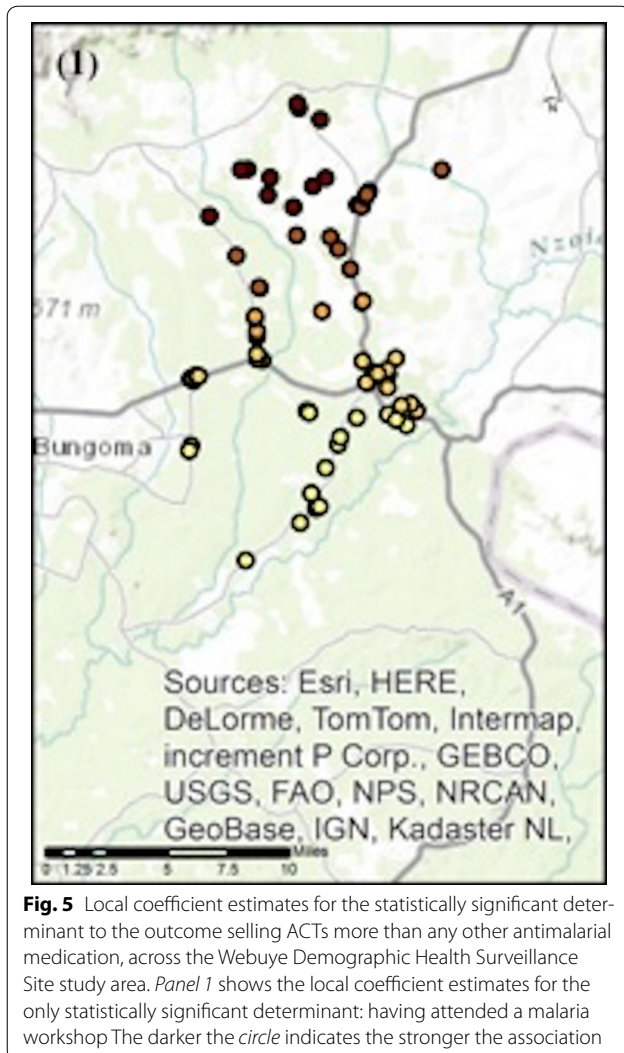 (1)
Nzoia
571 m
Bungoma
A1
Sources: Esri, HERE,
DeLorme, TomTom, Intermap,
increment P Corp., GEBCO,
USGS, FAO, NPS, NRCAN,
GeoBase, IGN, Kadaster NL,
Miles
0 1.25 2.5 5 7.5 10
Fig. 5 Local coefficient estimates for the statistically significant deter-
minant to the outcome selling ACTs more than any other antimalarial
medication, across the Webuye Demographic Health Surveillance
Site study area. Panel 1 shows the local coefficient estimates for the
only statistically significant determinant: having attended a malaria
workshop The darker the circle indicates the stronger the association